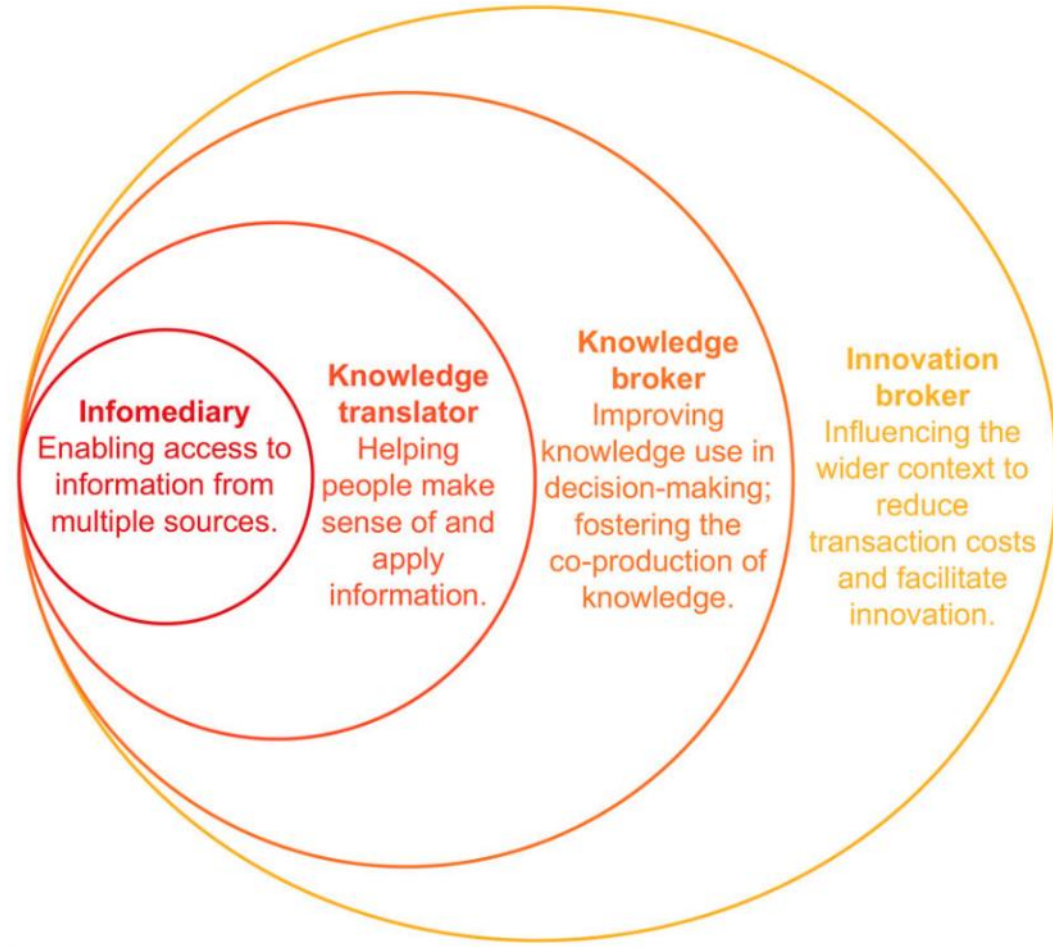 Infomediary
Enabling access to
information from
multiple sources.
Knowledge
translator
Helping
people make
sense of and
apply
information.
Knowledge
broker
Improving
knowledge use in
decision-making;
fostering the
co-production of
knowledge.
Innovation
broker
Influencing the
wider context to
reduce
transaction costs
and facilitate
innovation.